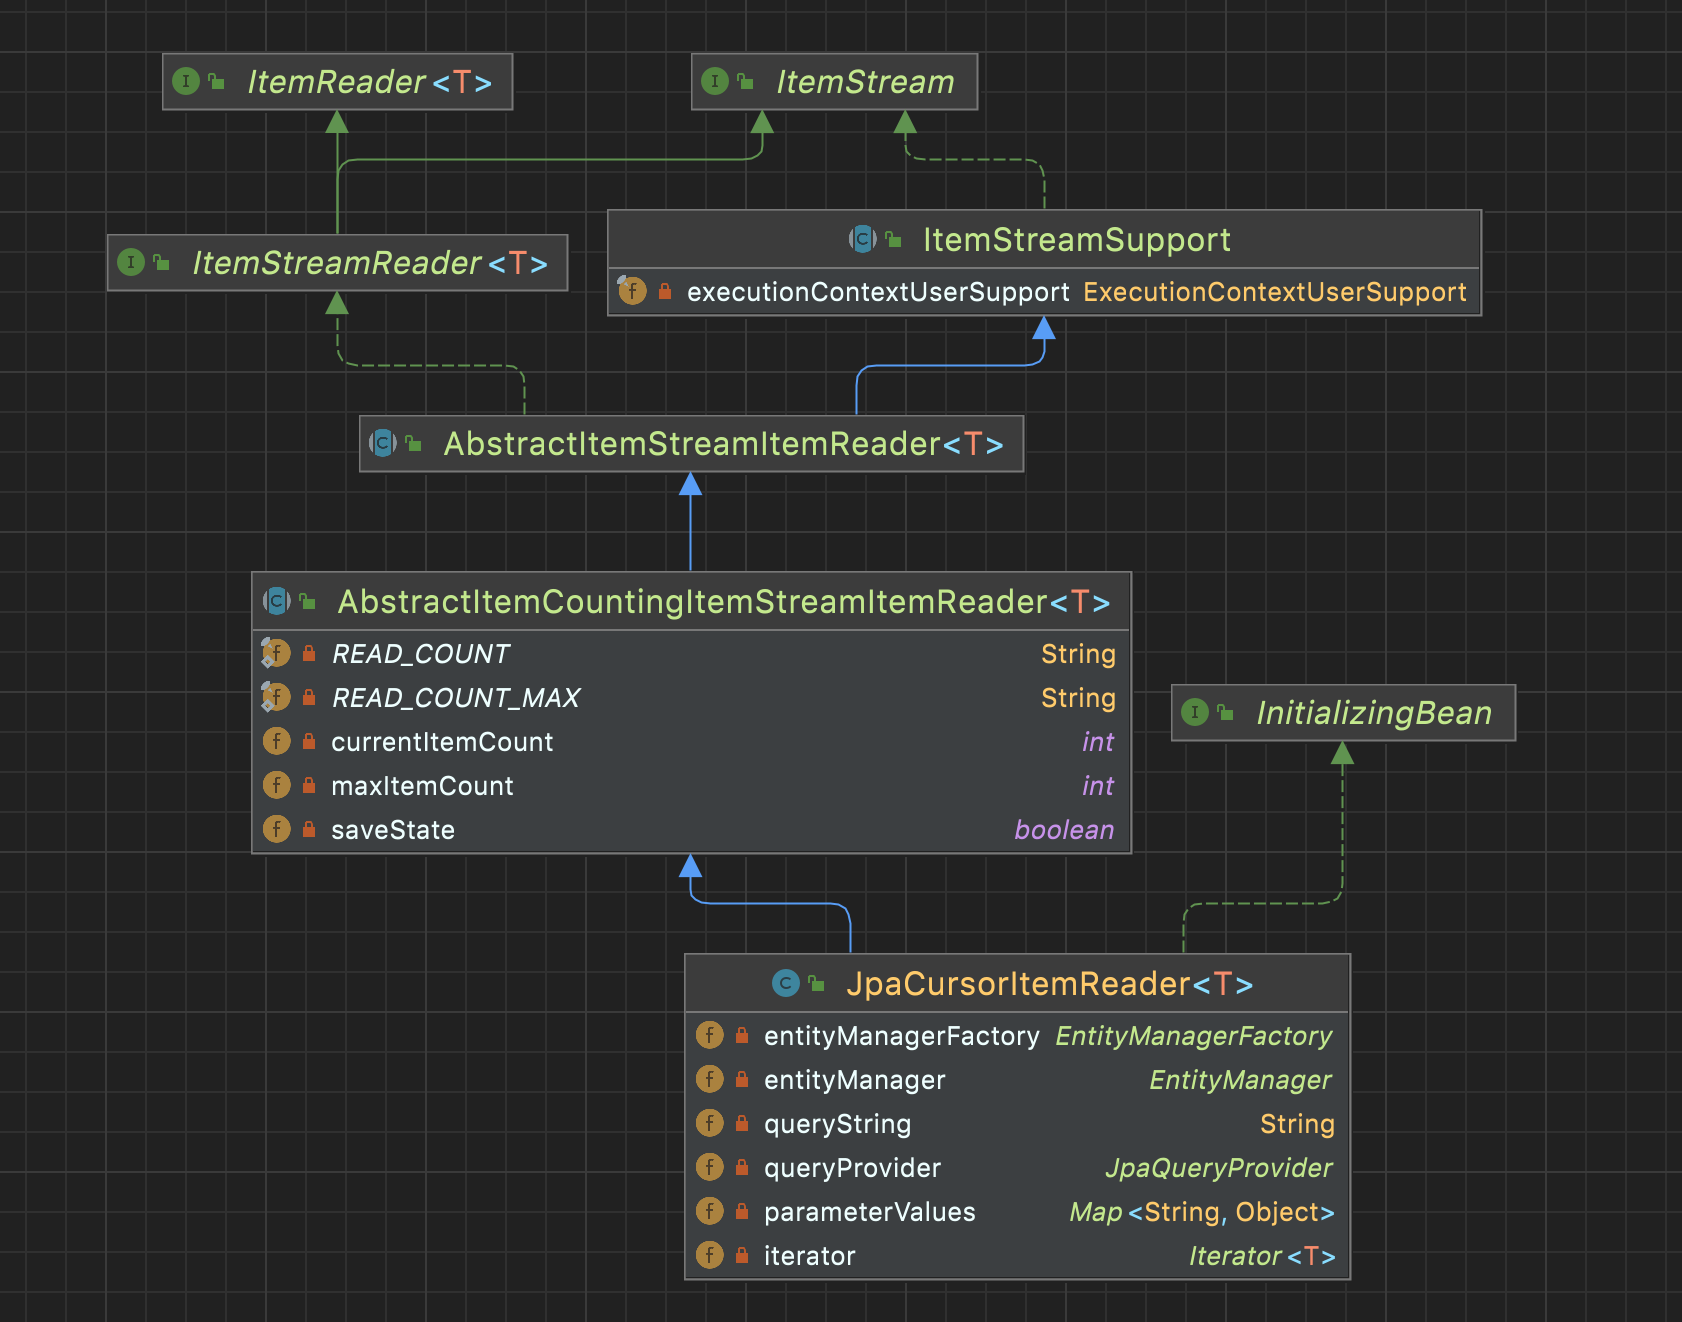 ItemReader<T>
ItemStream
ItemStreamReader<T>
ItemStreamSupport
executionContextUserSupport ExecutionContextUserSupport
AbstractItemStreamItemReader<T>
AbstractItemCountingItemStreamItemReader<T>
READ_COUNT String
READ_COUNT_MAX String
currentItemCount int
maxItemCount int
saveState boolean
InitializingBean
JpaCursorItemReader<T>
entityManagerFactory EntityManagerFactory
entityManager EntityManager
queryString String
queryProvider JpaQueryProvider
parameterValues Map<String, Object>
iterator Iterator<T>